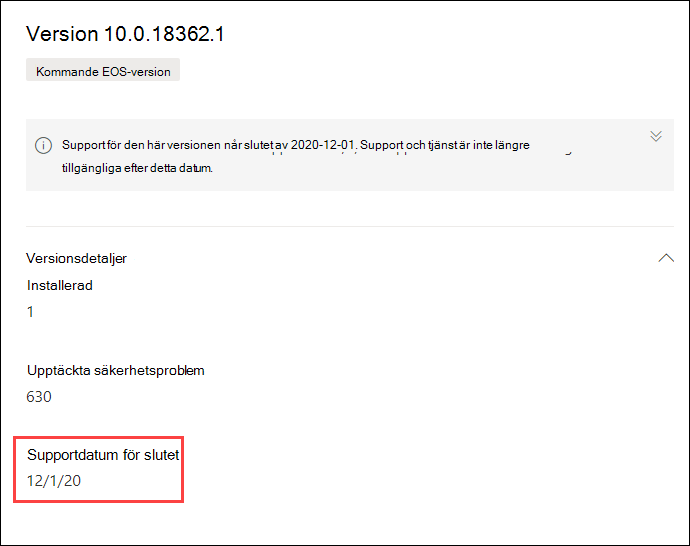 Version 10.0.18362.1
Kommande EOS-version
Support för den här versionen når slutet av 2020-12-01. Support och tjänst är inte längre
tillgängliga efter detta datum.
Versionsdetaljer
Installerad
1
Upptäckta säkerhetsproblem
630
Supportdatum för slutet
12/1/20